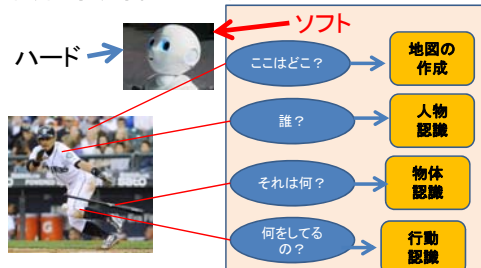 ソフト
ハード
ここはどこ？
地図の
作成
誰？
人物
認識
それは何？
物体
認識
何をしてる
の？
行動
認識